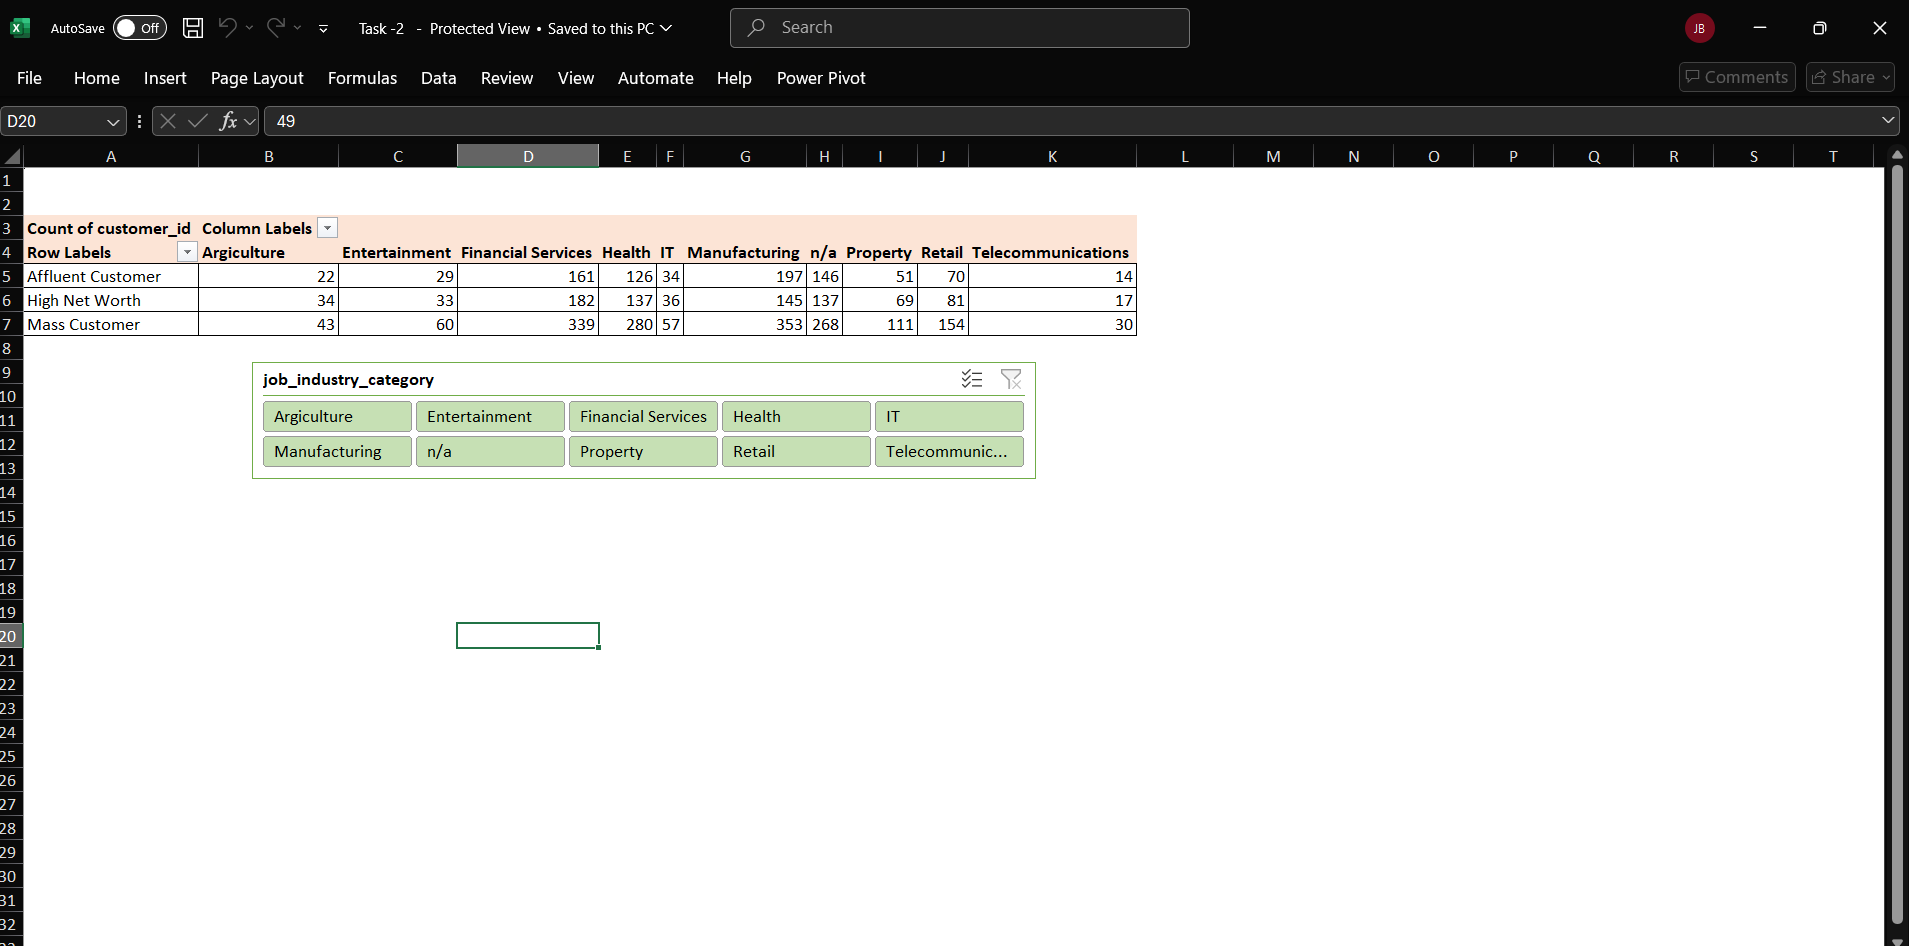 AutoSave Off Task -2 - Protected View • Saved to this PC Search JB
File Home Insert Page Layout Formulas Data Review View Automate Help Power Pivot Comments Share
D20 fx 49
A B C D E F G H I J K L M N O P Q R S T
1
2
3 Count of customer_id Column Labels
4 Row Labels Argiculture Entertainment Financial Services Health IT Manufacturing n/a Property Retail Telecommunications
5 Affluent Customer 22 29 161 126 34 197 146 51 70 14
6 High Net Worth 34 33 182 137 36 145 137 69 81 17
7 Mass Customer 43 60 339 280 57 353 268 111 154 30
8
9 job_industry_category
10
11 Argiculture Entertainment Financial Services Health IT
12 Manufacturing n/a Property Retail Telecommunic...
13
14
15
16
17
18
19
20
21
22
23
24
25
26
27
28
29
30
31
32